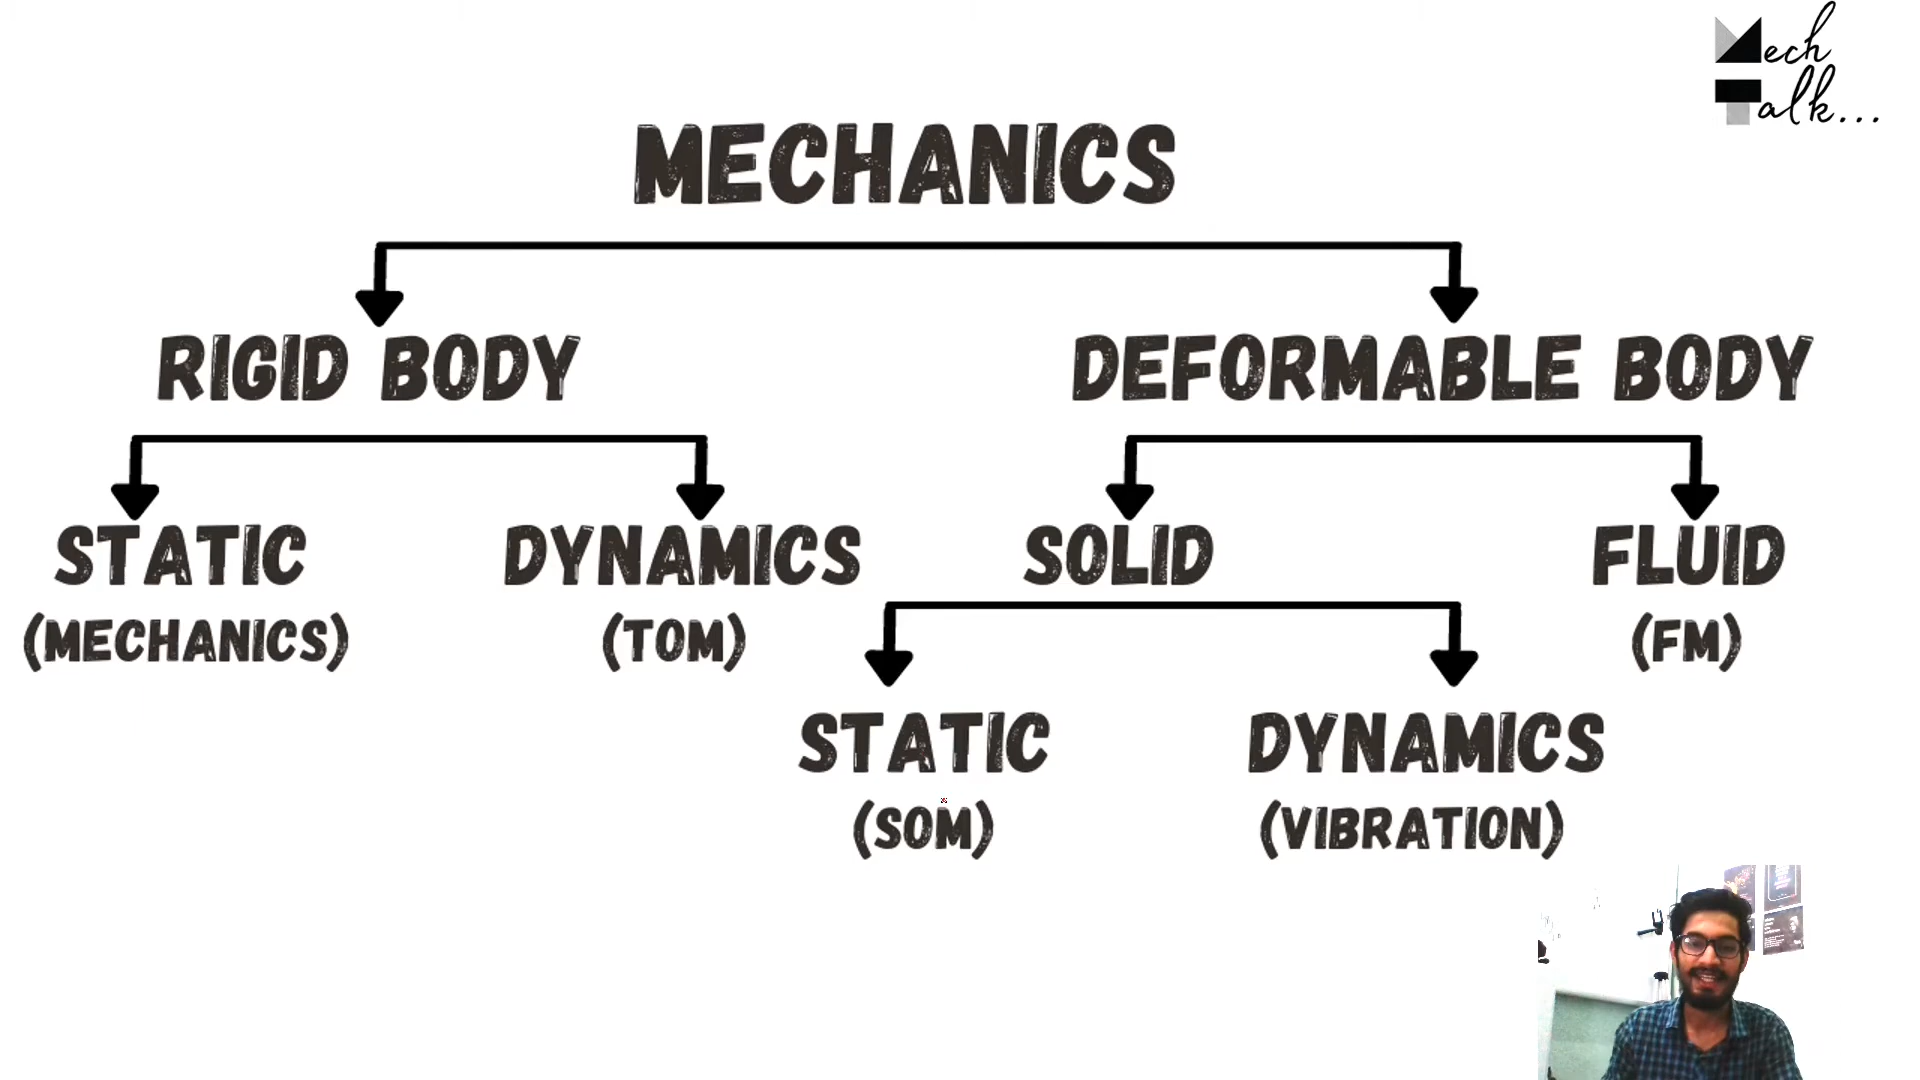 Mech
Talk...
MECHANICS
RIGID BODY
DEFORMABLE BODY
STATIC
(MECHANICS)
DYNAMICS
(TOM)
SOLID
FLUID
(FM)
STATIC
(SOM)
DYNAMICS
(VIBRATION)